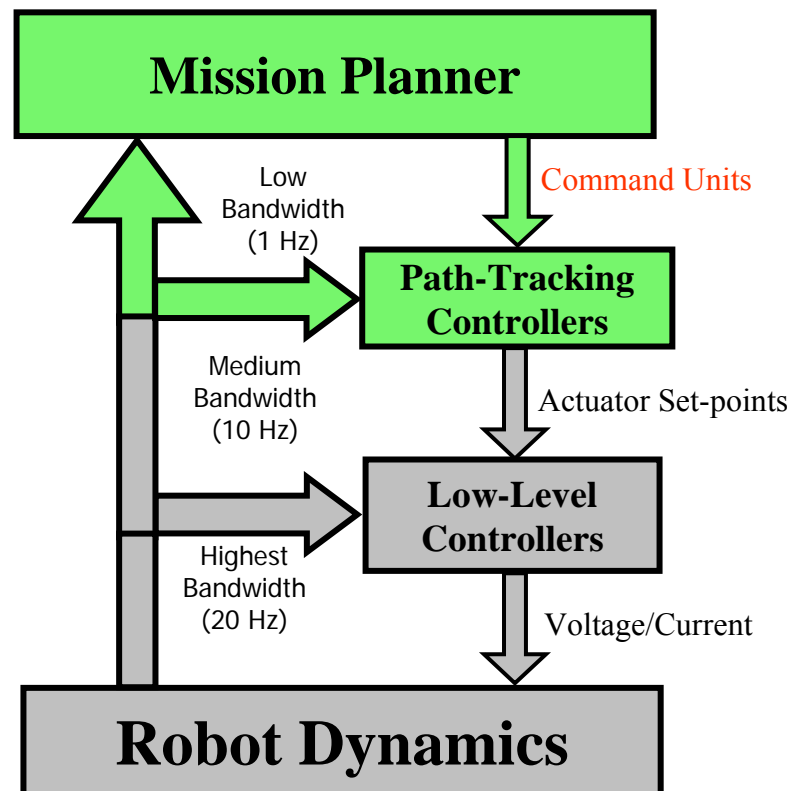 Mission Planner
Low
Bandwidth
(1 Hz)
Command Units
Path-Tracking
Controllers
Medium
Bandwidth
(10 Hz)
Actuator Set-points
Low-Level
Controllers
Highest
Bandwidth
(20 Hz)
Voltage/Current
Robot Dynamics